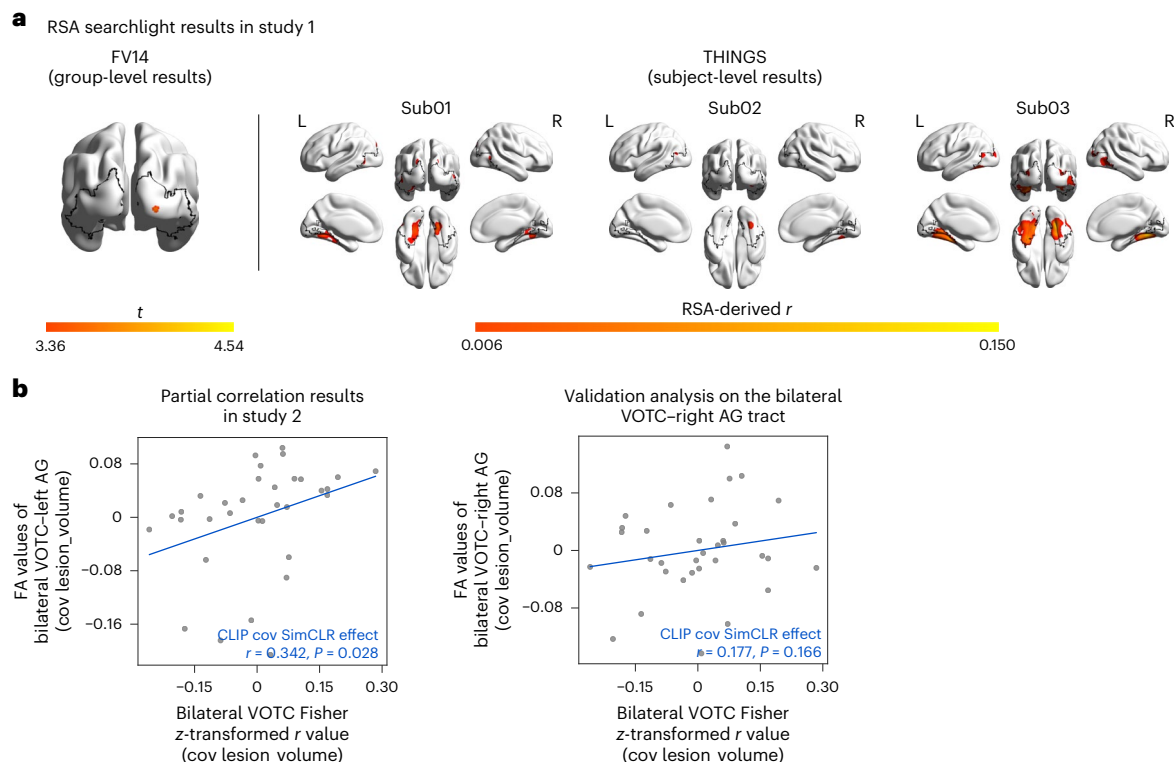 a
RSA searchlight results in study 1
FV14
(group-level results)
THINGS
(subject-level results)
Sub01
Sub02
Sub03
L
R
L
R
L
R
t
3.36
4.54
RSA-derived r
0.006
0.150
b
Partial correlation results
in study 2
FA values of
bilateral VOTC–left AG
(cov lesion_volume)
0.08
0
−0.08
−0.16
CLIP cov SimCLR effect
r = 0.342, P = 0.028
−0.15
0
0.15
0.30
Bilateral VOTC Fisher
z-transformed r value
(cov lesion_volume)
Validation analysis on the bilateral
VOTC–right AG tract
FA values of
bilateral VOTC–right AG
(cov lesion_volume)
0.08
0
−0.08
CLIP cov SimCLR effect
r = 0.177, P = 0.166
−0.15
0
0.15
0.30
Bilateral VOTC Fisher
z-transformed r value
(cov lesion_volume)